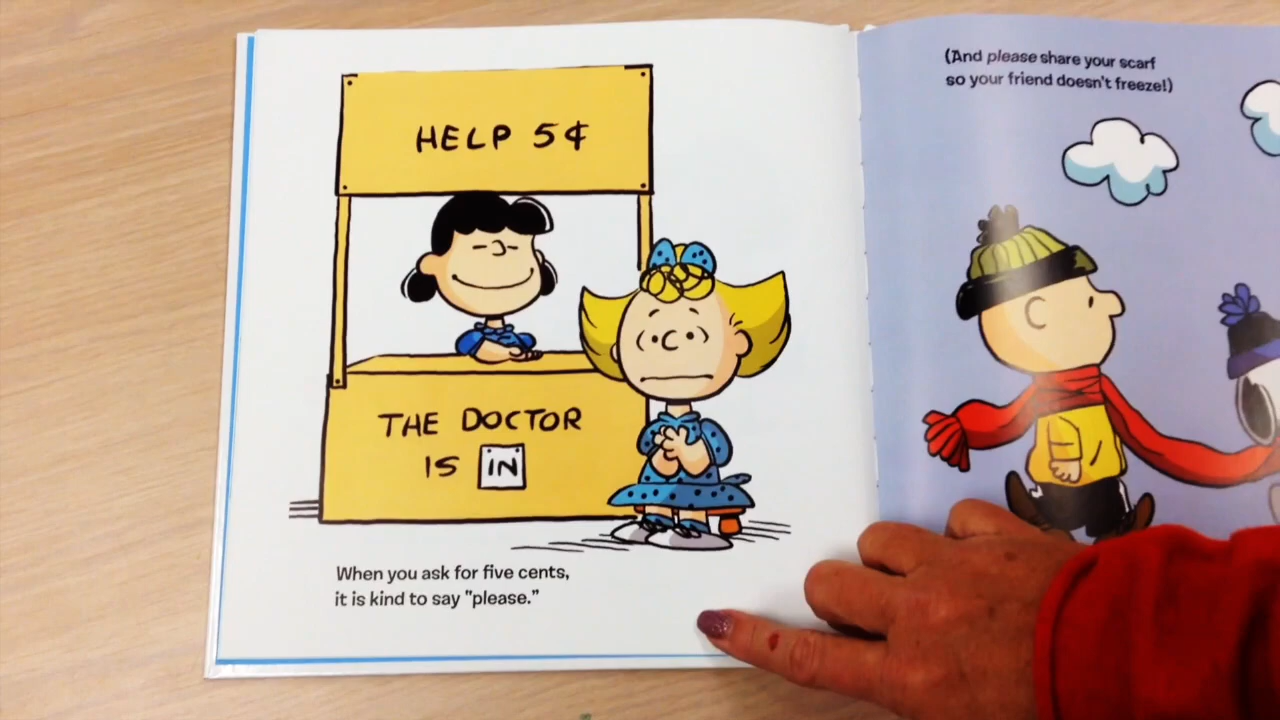 HELP 5¢
THE DOCTOR
IS IN
When you ask for five cents,
it is kind to say "please."
(And please share your scarf
so your friend doesn't freeze!)